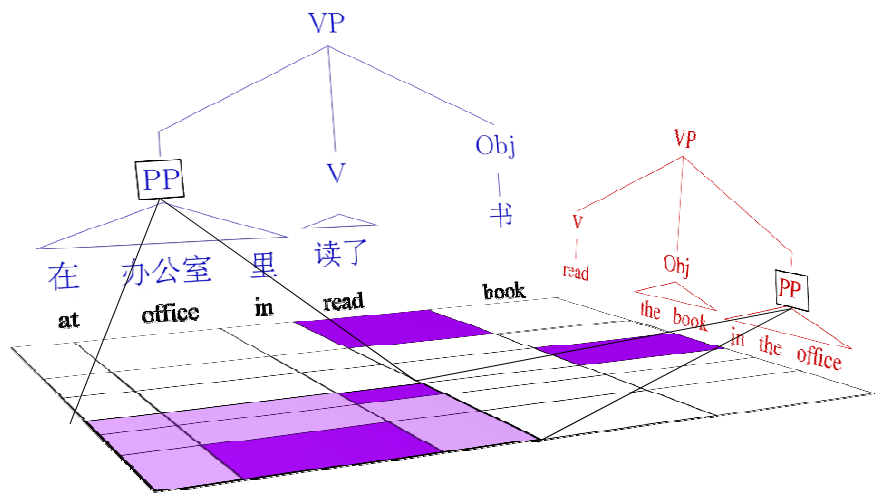 VP
PP V Obj
在 办公室 里 读了 书
at office in read book
VP
V Obj PP
read the book in the office